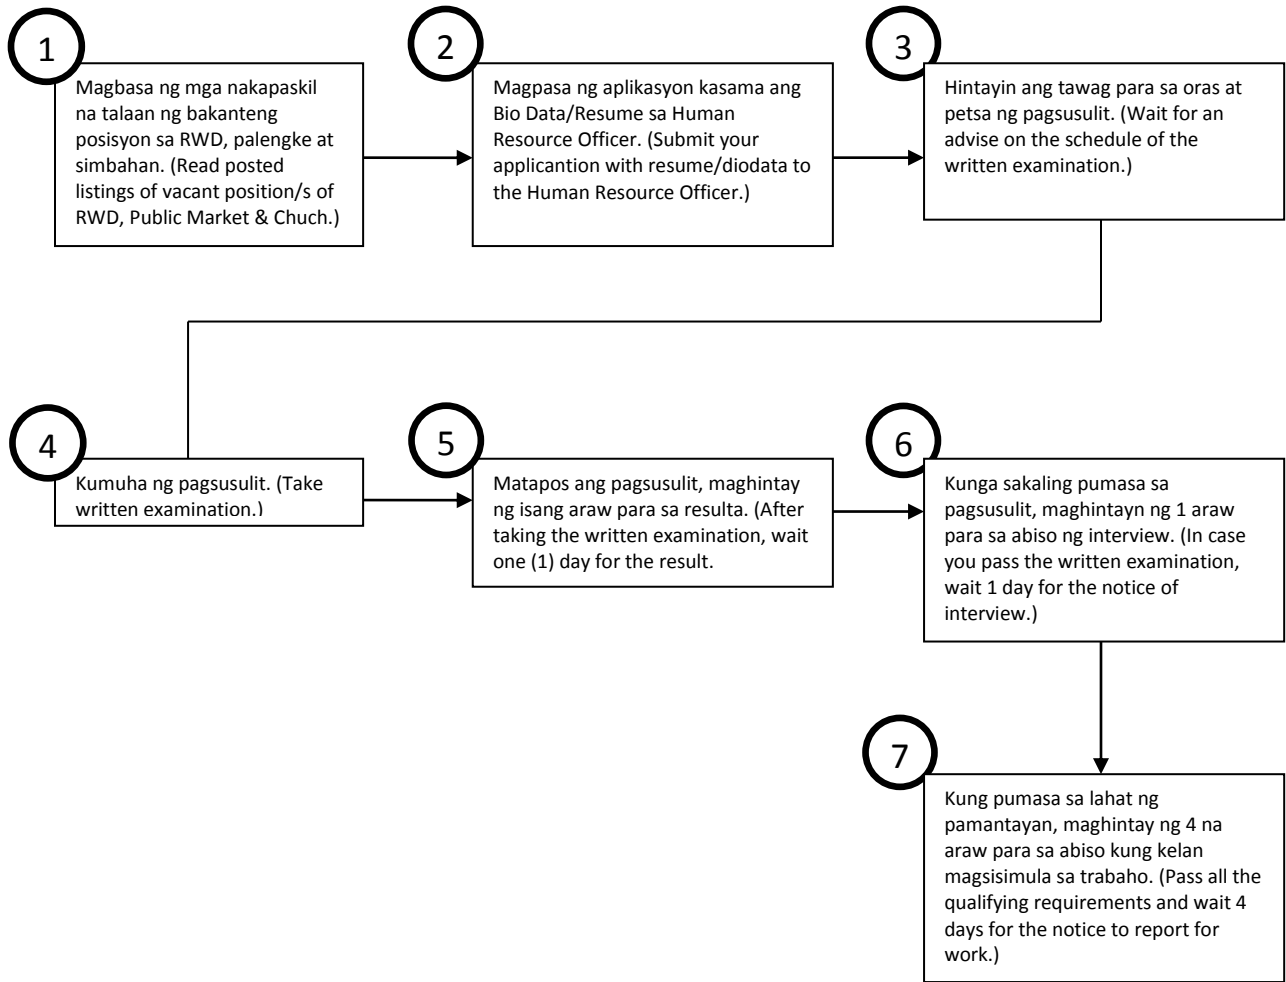 1
Magbasa ng mga nakapaskil
na talaan ng bakanteng
posisyon sa RWD, palengke at
simbahan. (Read posted
listings of vacant position/s of
RWD, Public Market & Chuch.)
2
Magpasa ng aplikasyon kasama ang
Bio Data/Resume sa Human
Resource Officer. (Submit your
applicantion with resume/diodata to
the Human Resource Officer.)
3
Hintayin ang tawag para sa oras at
petsa ng pagsusulit. (Wait for an
advise on the schedule of the
written examination.)
4
Kumuha ng pagsusulit. (Take
written examination.)
5
Matapos ang pagsusulit, maghintay
ng isang araw para sa resulta. (After
taking the written examination, wait
one (1) day for the result.
6
Kunga sakaling pumasa sa
pagsusulit, maghintayn ng 1 araw
para sa abiso ng interview. (In case
you pass the written examination,
wait 1 day for the notice of
interview.)
7
Kung pumasa sa lahat ng
pamantayan, maghintay ng 4 na
araw para sa abiso kung kelan
magsisimula sa trabaho. (Pass all the
qualifying requirements and wait 4
days for the notice to report for
work.)